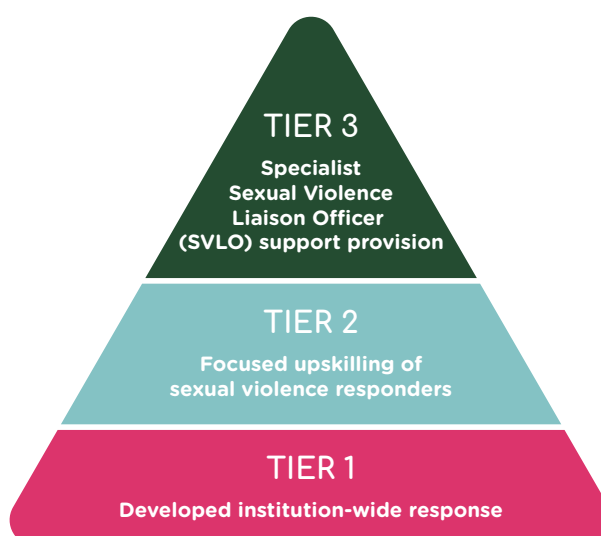 TIER 3
Specialist
Sexual Violence
Liaison Officer
(SVLO) support provision
TIER 2
Focused upskilling of
sexual violence responders
TIER 1
Developed institution-wide response